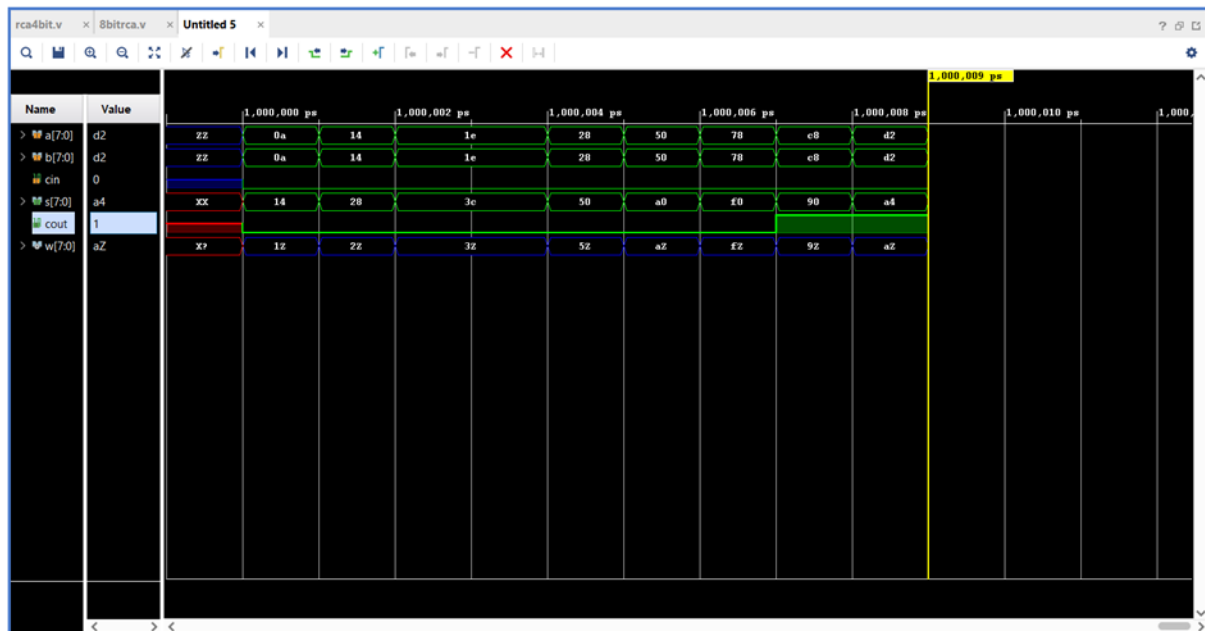 rca4bit.v × 8bitrca.v × Untitled 5 ×
1,000,009 ps
Name Value 1,000,000 ps 1,000,002 ps 1,000,004 ps 1,000,006 ps 1,000,008 ps 1,000,010 ps 1,000,
a[7:0] d2 ZZ 0a 14 1e 28 50 78 c8 d2
b[7:0] d2 ZZ 0a 14 1e 28 50 78 c8 d2
cin 0
s[7:0] a4 XX 14 28 3c 50 a0 f0 90 a4
cout 1
w[7:0] aZ X? 1Z 2Z 3Z 5Z aZ fZ 9Z aZ